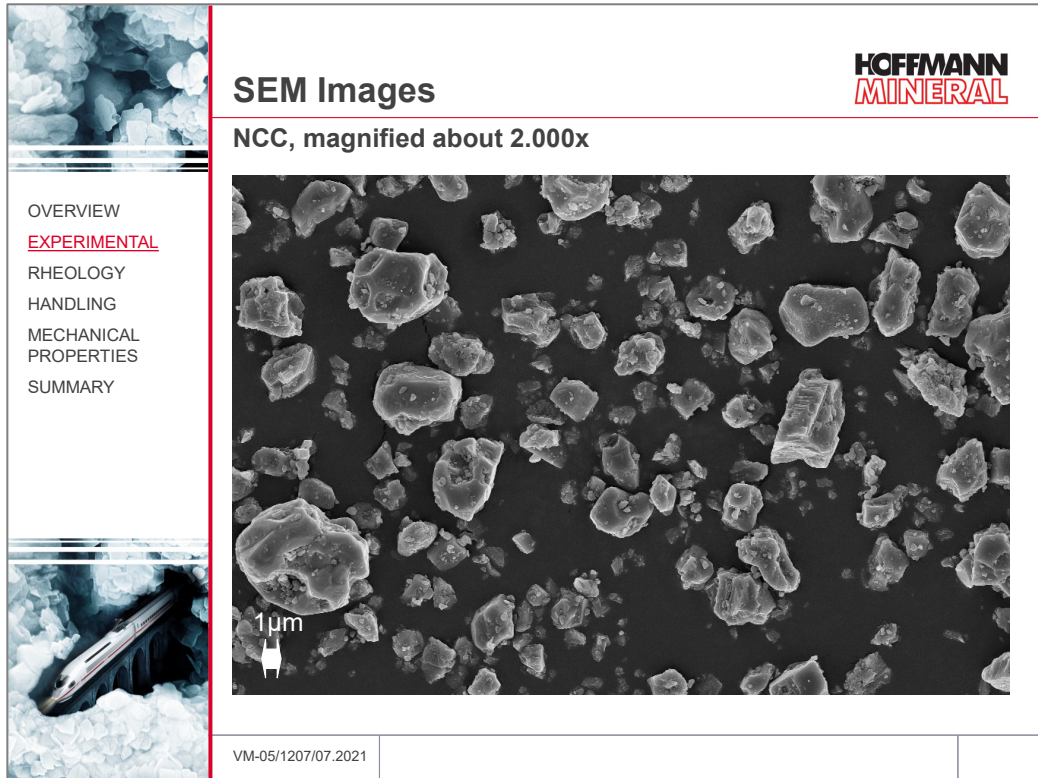 HOFFMANN
MINERAL
SEM Images
NCC, magnified about 2.000x
OVERVIEW
EXPERIMENTAL
RHEOLOGY
HANDLING
MECHANICAL
PROPERTIES
SUMMARY
1µm
VM-05/1207/07.2021